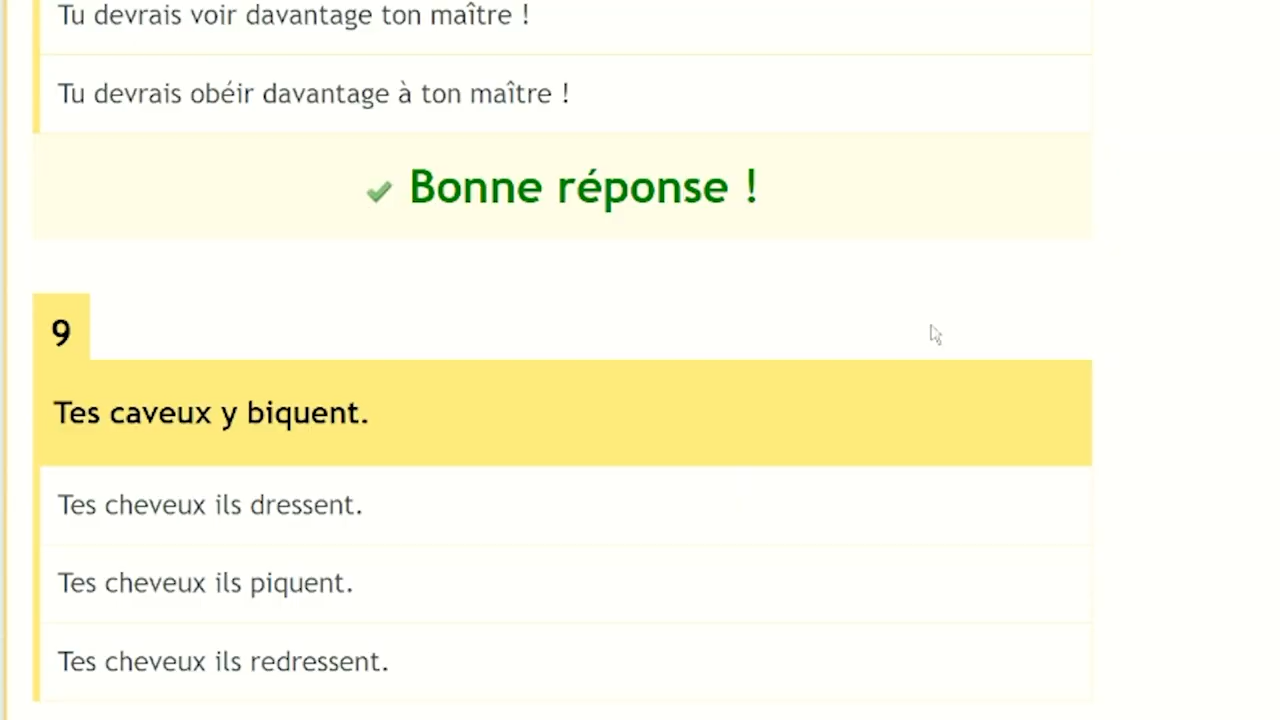 Tu devrais voir davantage ton maître !
Tu devrais obéir davantage à ton maître !
Bonne réponse !
9
Tes caveux y biquent.
Tes cheveux ils dressent.
Tes cheveux ils piquent.
Tes cheveux ils redressent.